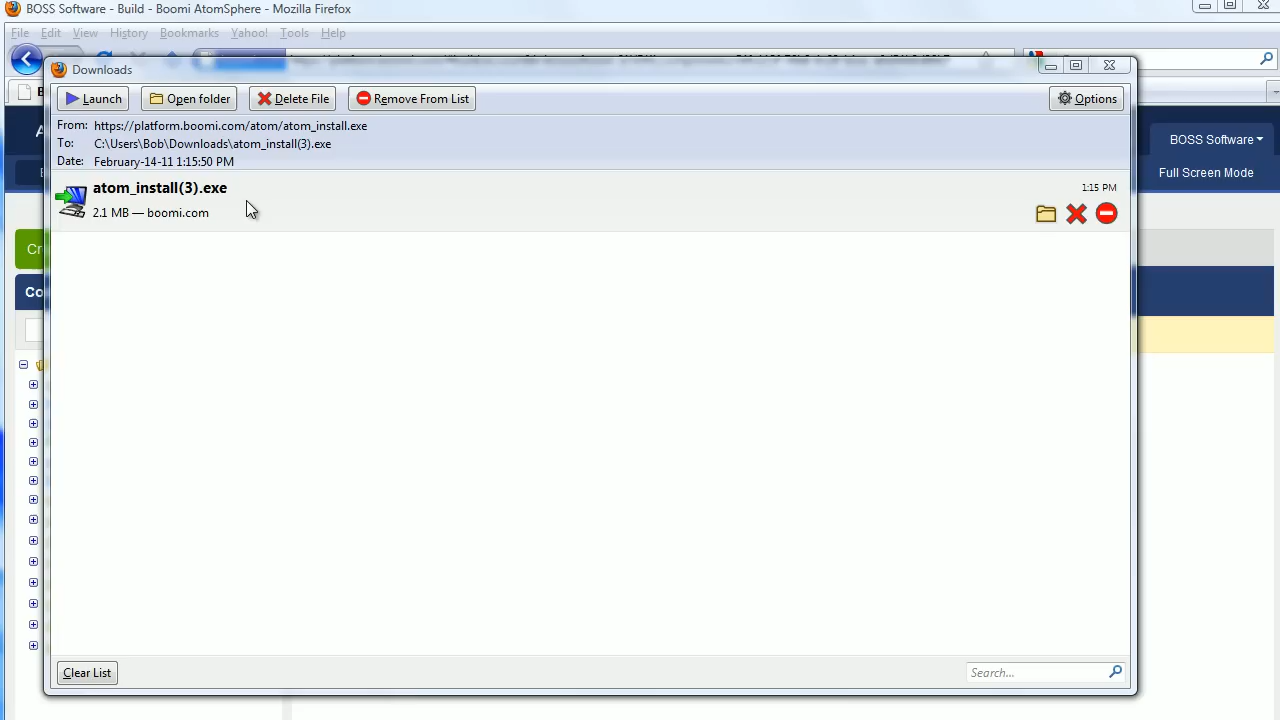 BOSS Software - Build - Boomi AtomSphere - Mozilla Firefox
File Edit View History Bookmarks Yahoo! Tools Help
Downloads
Launch Open folder Delete File Remove From List Options
From: https://platform.boomi.com/atom/atom_install.exe
To: C:\Users\Bob\Downloads\atom_install(3).exe
Date: February-14-11 1:15:50 PM
BOSS Software
Full Screen Mode
atom_install(3).exe 1:15 PM
2.1 MB — boomi.com
Clear List Search...